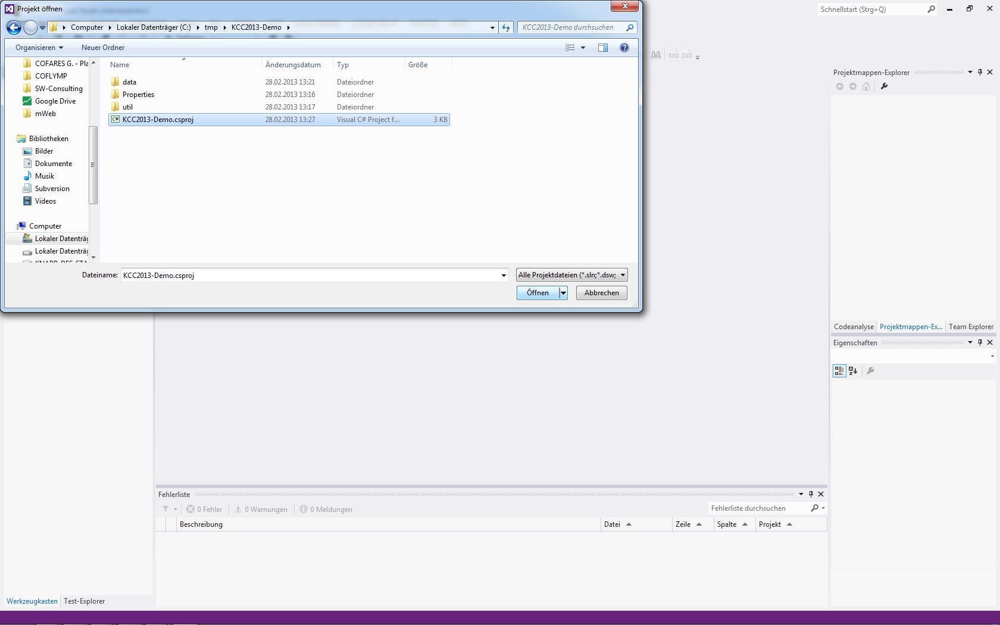 Projekt öffnen
Schnellstart (Strg+Q)
Computer Lokaler Datenträger (C:) tmp KCC2013-Demo
KCC2013-Demo durchsuchen
Organisieren Neuer Ordner
Name Änderungsdatum Typ Größe
COFARES G. - Pla
COFLYMP
SW-Consulting
Google Drive
mWeb
Bibliotheken
Bilder
Dokumente
Musik
Subversion
Videos
Computer
Lokaler Datenträg
Lokaler Datenträg
data 28.02.2013 13:21 Dateiordner
Properties 28.02.2013 13:16 Dateiordner
util 28.02.2013 13:17 Dateiordner
C# KCC2013-Demo.csproj 28.02.2013 13:27 Visual C# Project f... 3 KB
Dateiname: KCC2013-Demo.csproj Alle Projektdateien (*.sln;*.dsw;
Öffnen Abbrechen
Projektmappen-Explorer
Codeanalyse Projektmappen-Ex... Team Explorer
Eigenschaften
Fehlerliste
0 Fehler 0 Warnungen 0 Meldungen Fehlerliste durchsuchen
Beschreibung Datei Zeile Spalte Projekt
Werkzeugkasten Test-Explorer